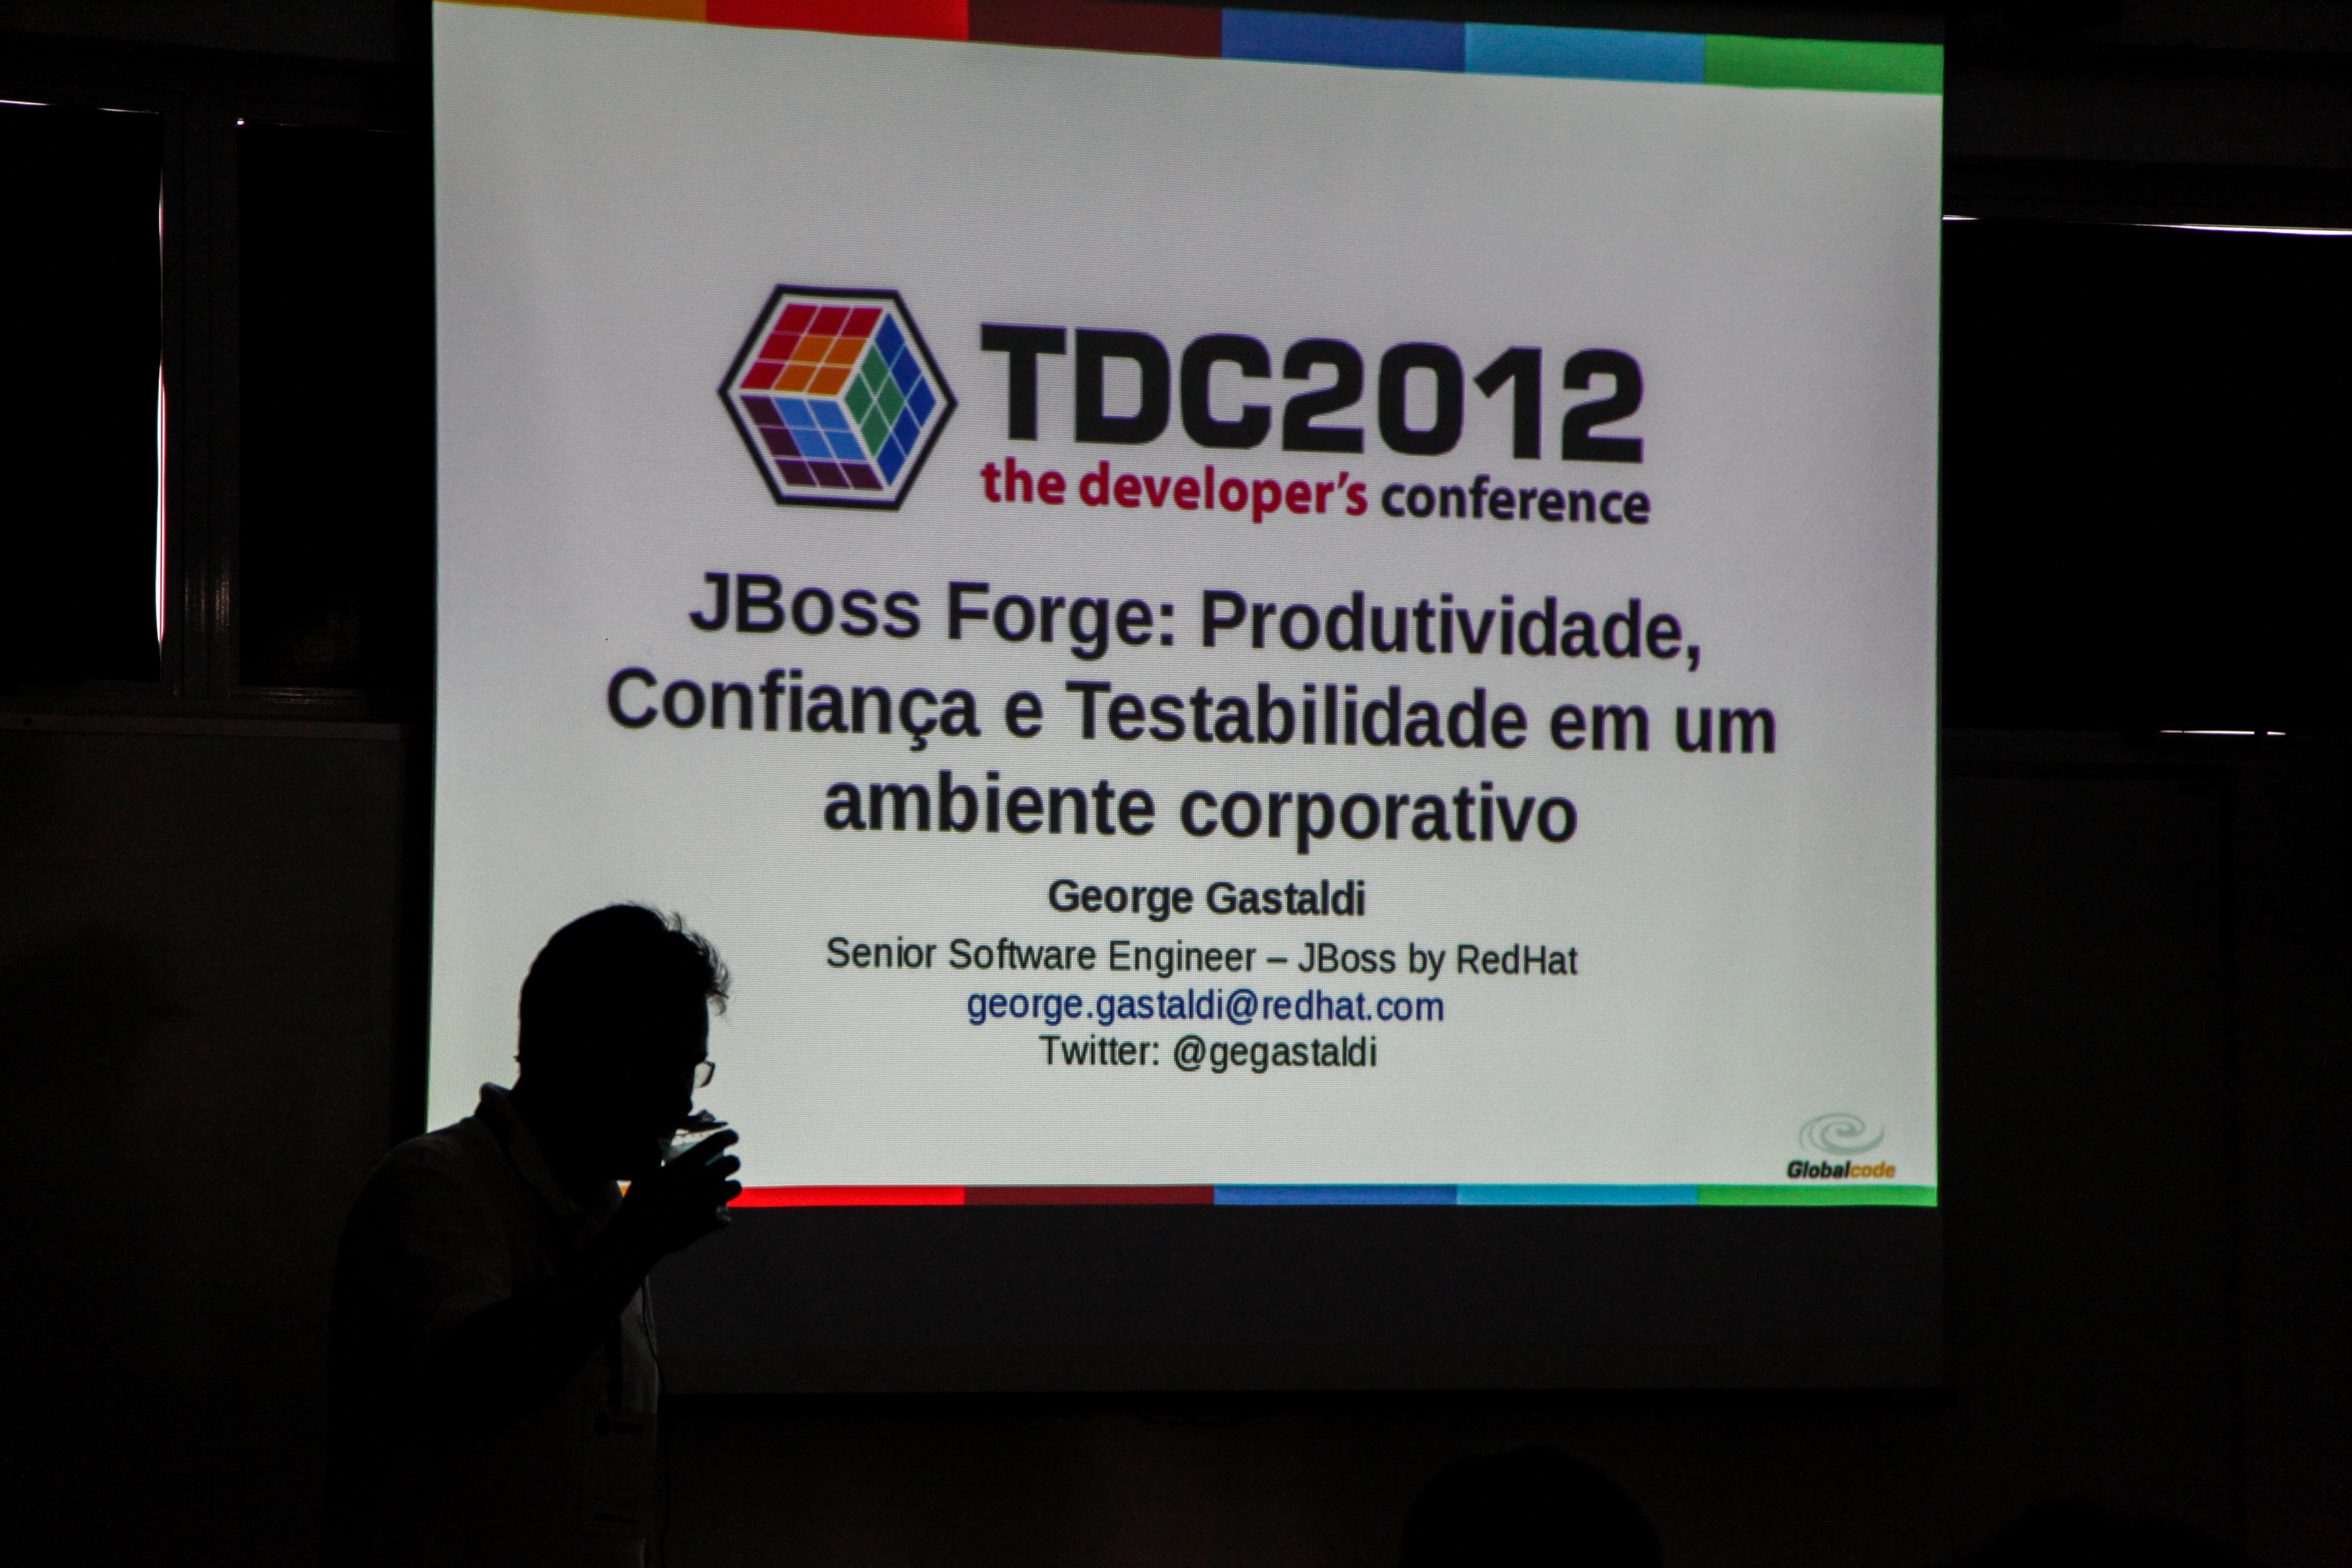 TDC2012
the developer's conference
JBoss Forge: Produtividade,
Confiança e Testabilidade em um
ambiente corporativo
George Gastaldi
Senior Software Engineer – JBoss by RedHat
george.gastaldi@redhat.com
Twitter: @gegastaldi
Globalcode